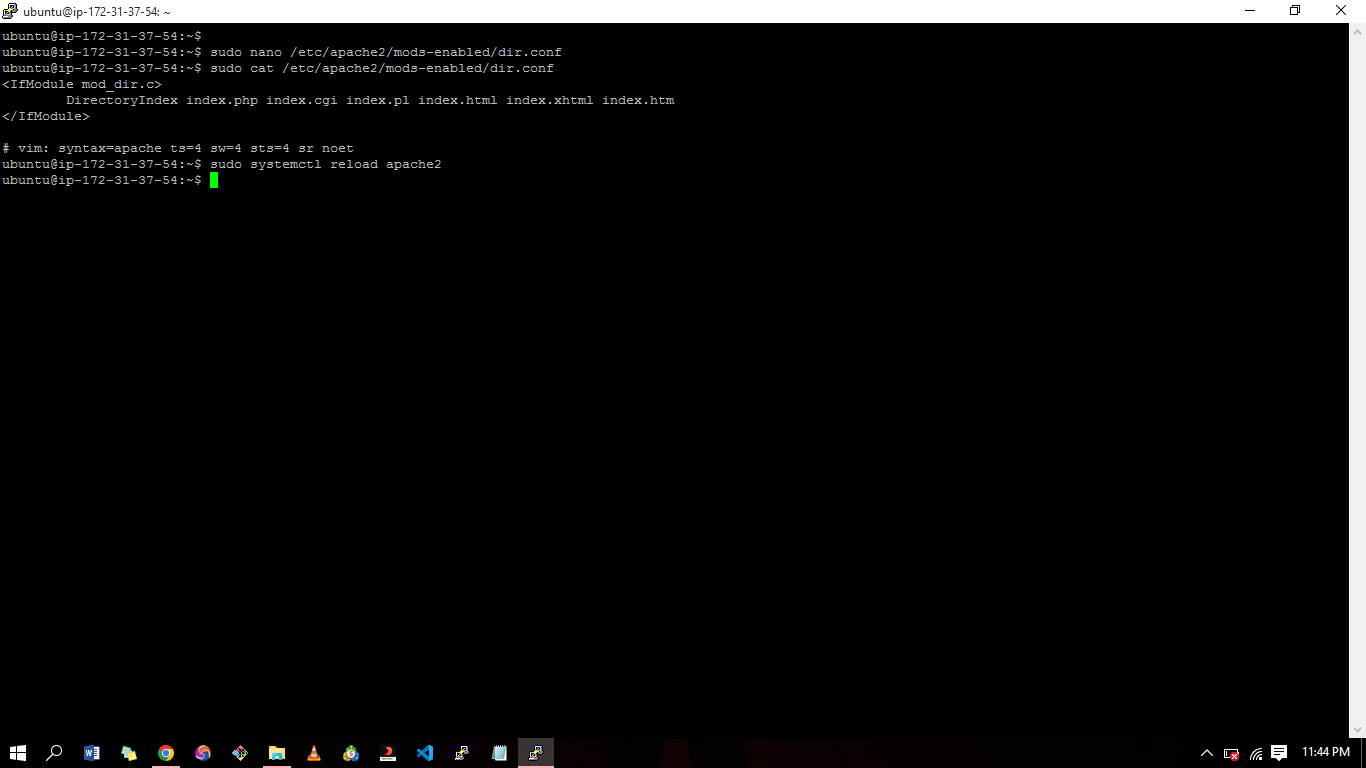 ubuntu@ip-172-31-37-54: ~
ubuntu@ip-172-31-37-54:~$
ubuntu@ip-172-31-37-54:~$ sudo nano /etc/apache2/mods-enabled/dir.conf
ubuntu@ip-172-31-37-54:~$ sudo cat /etc/apache2/mods-enabled/dir.conf
<IfModule mod_dir.c>
        DirectoryIndex index.php index.cgi index.pl index.html index.xhtml index.htm
</IfModule>

# vim: syntax=apache ts=4 sw=4 sts=4 sr noet
ubuntu@ip-172-31-37-54:~$ sudo systemctl reload apache2
ubuntu@ip-172-31-37-54:~$
11:44 PM